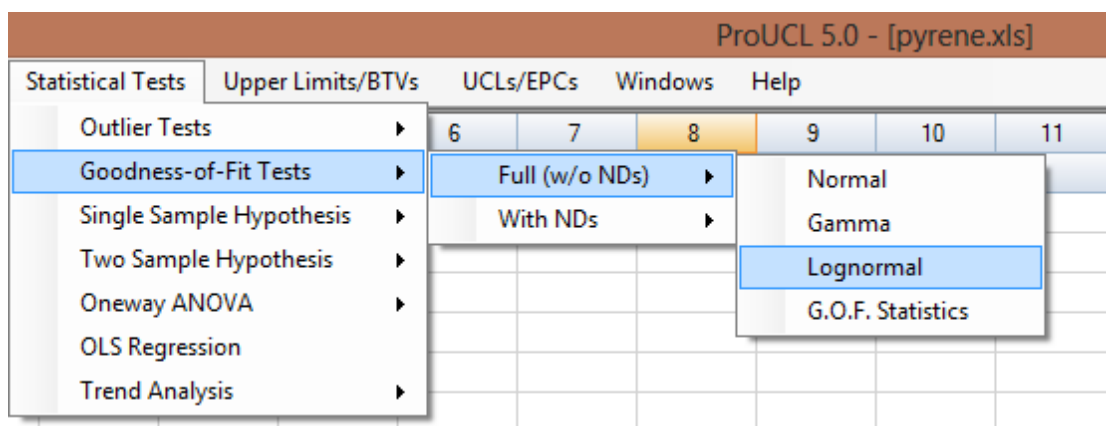 ProUCL 5.0 - [pyrene.xls]
Statistical Tests Upper Limits/BTVs UCLs/EPCs Windows Help
Outlier Tests
6 7 8 9 10 11
Goodness-of-Fit Tests
Full (w/o NDs)
Normal
Single Sample Hypothesis
With NDs
Gamma
Two Sample Hypothesis
Lognormal
Oneway ANOVA
G.O.F. Statistics
OLS Regression
Trend Analysis